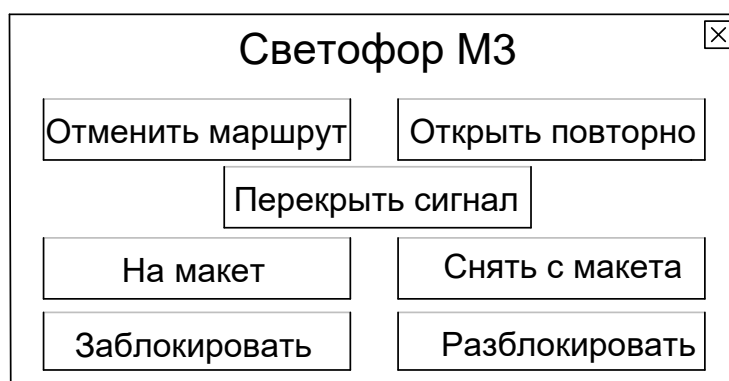 Светофор М3
Отменить маршрут
Открыть повторно
Перекрыть сигнал
На макет
Снять с макета
Заблокировать
Разблокировать